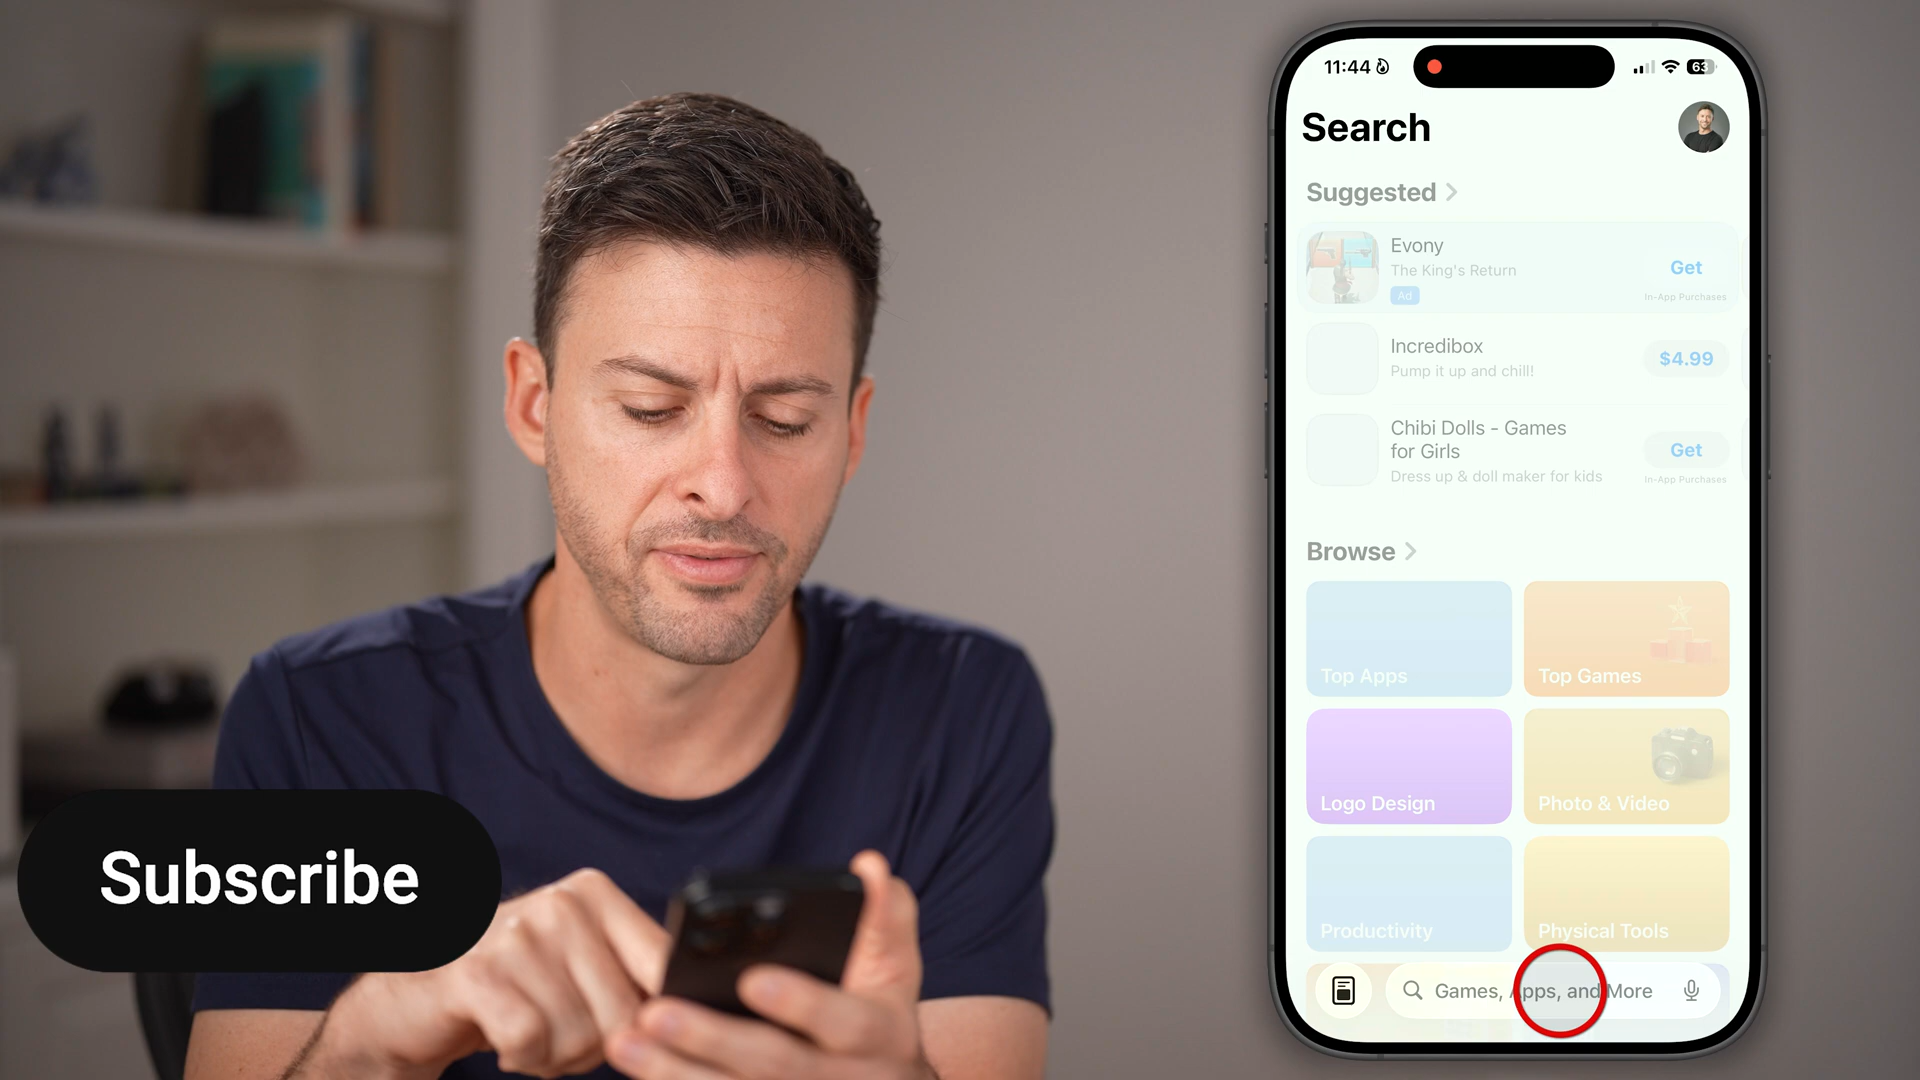 11:44
63
Search
Suggested
Evony
The King's Return
Ad
Get
In-App Purchases
Incredibox
Pump it up and chill!
$4.99
Chibi Dolls - Games
for Girls
Dress up & doll maker for kids
Get
In-App Purchases
Browse
Top Apps
Top Games
Logo Design
Photo & Video
Productivity
Physical Tools
Games, Apps, and More
Subscribe